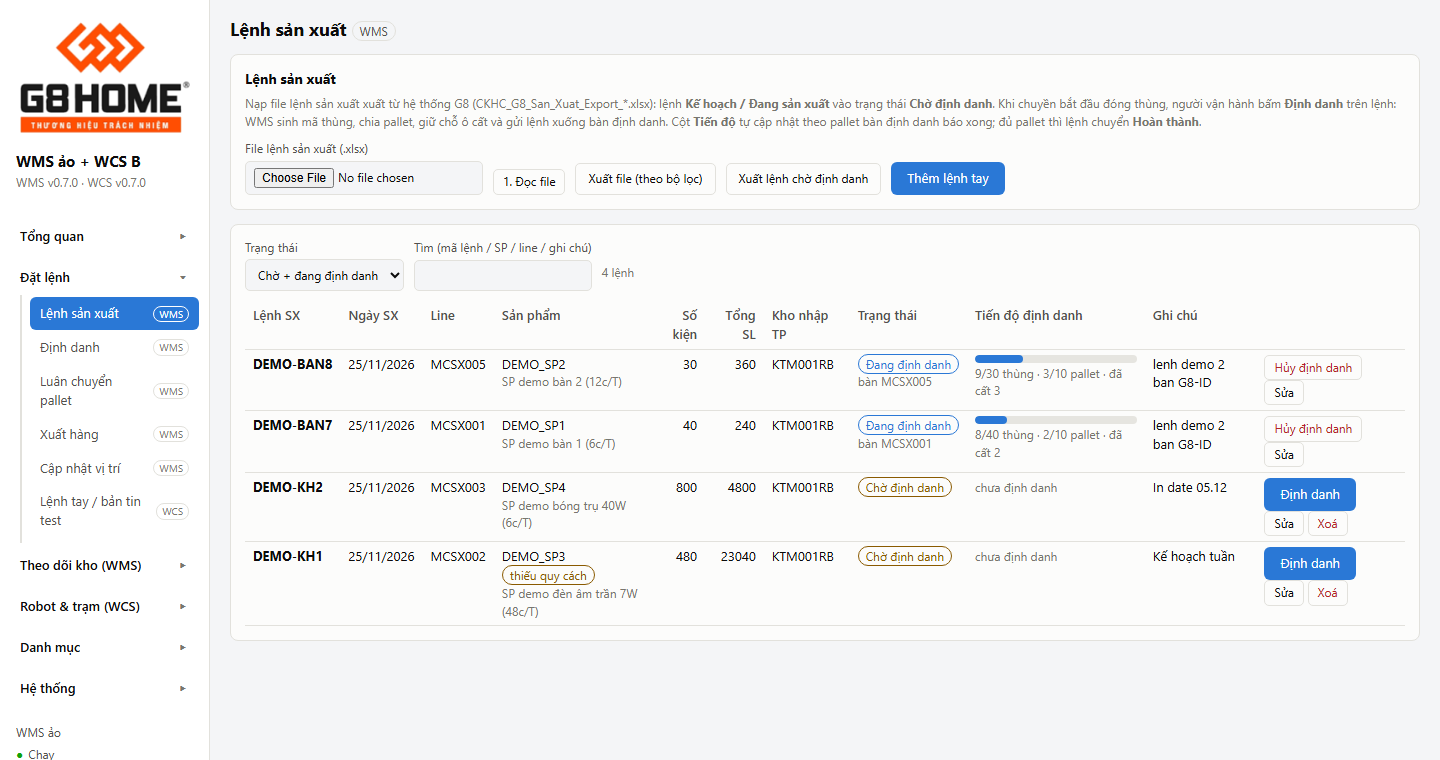 G8 HOME®
THƯƠNG HIỆU TRÁCH NHIỆM
WMS ảo + WCS B
WMS v0.7.0 · WCS v0.7.0
Tổng quan
Đặt lệnh
Lệnh sản xuất WMS
Định danh WMS
Luân chuyển
pallet WMS
Xuất hàng WMS
Cập nhật vị trí WMS
Lệnh tay / bản tin
test WCS
Theo dõi kho (WMS)
Robot & trạm (WCS)
Danh mục
Hệ thống
WMS ảo
Chạy
Lệnh sản xuất WMS
Lệnh sản xuất
Nạp file lệnh sản xuất xuất từ hệ thống G8 (CKHC_G8_San_Xuat_Export_*.xlsx): lệnh Kế hoạch / Đang sản xuất vào trạng thái Chờ định danh. Khi chuyền bắt đầu đóng thùng, người vận hành bấm Định danh trên lệnh:
WMS sinh mã thùng, chia pallet, giữ chỗ ô cất và gửi lệnh xuống bàn định danh. Cột Tiến độ tự cập nhật theo pallet bàn định danh báo xong; đủ pallet thì lệnh chuyển Hoàn thành.
File lệnh sản xuất (.xlsx)
Choose File No file chosen
1. Đọc file
Xuất file (theo bộ lọc)
Xuất lệnh chờ định danh
Thêm lệnh tay
Trạng thái
Tìm (mã lệnh / SP / line / ghi chú)
Chờ + đang định danh
4 lệnh
Lệnh SX Ngày SX Line Sản phẩm Số kiện Tổng SL Kho nhập TP Trạng thái Tiến độ định danh Ghi chú
DEMO-BAN8 25/11/2026 MCSX005 DEMO_SP2 30 360 KTM001RB Đang định danh lenh demo 2 Hủy định danh
SP demo bàn 2 (12c/T) bàn MCSX005 9/30 thùng · 3/10 pallet · đã ban G8-ID
cất 3 Sửa
DEMO-BAN7 25/11/2026 MCSX001 DEMO_SP1 40 240 KTM001RB Đang định danh lenh demo 2 Hủy định danh
SP demo bàn 1 (6c/T) bàn MCSX001 8/40 thùng · 2/10 pallet · đã ban G8-ID
cất 2 Sửa
DEMO-KH2 25/11/2026 MCSX003 DEMO_SP4 800 4800 KTM001RB Chờ định danh chưa định danh In date 05.12 Định danh
SP demo bóng trụ 40W
(6c/T) Sửa Xoá
DEMO-KH1 25/11/2026 MCSX002 DEMO_SP3 480 23040 KTM001RB Chờ định danh chưa định danh Kế hoạch tuần Định danh
thiếu quy cách
SP demo đèn âm trần 7W Sửa Xoá
(48c/T)